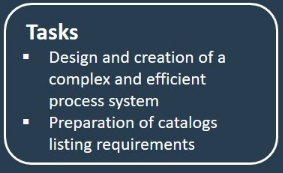 Tasks
▪ Design and creation of a
complex and efficient
process system
▪ Preparation of catalogs
listing requirements